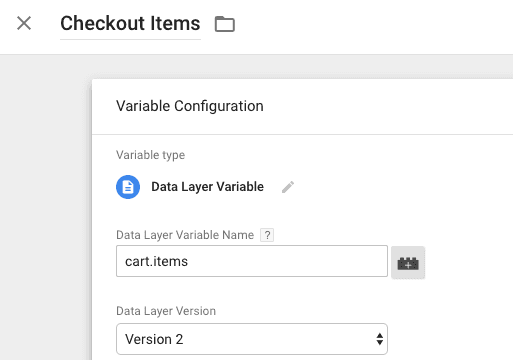 Checkout Items
Variable Configuration
Variable type
Data Layer Variable
Data Layer Variable Name ?
cart.items
Data Layer Version
Version 2